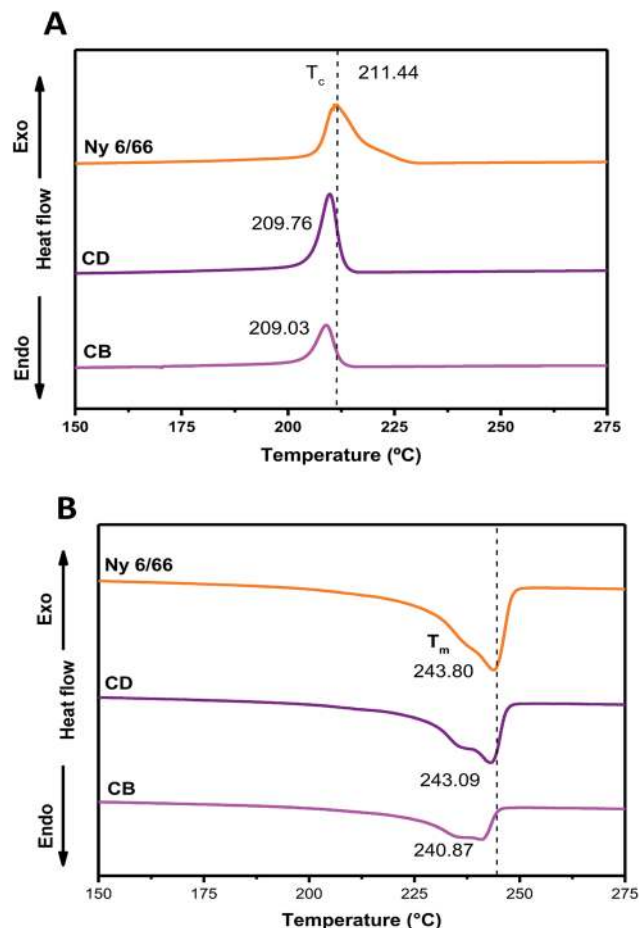 A
Exo
Heat flow
Endo
Tc 211.44
Ny 6/66
209.76
CD
209.03
CB
150 175 200 225 250 275
Temperature (ºC)
B
Exo
Heat flow
Endo
Ny 6/66
Tm
243.80
CD
243.09
CB
240.87
150 175 200 225 250 275
Temperature (°C)